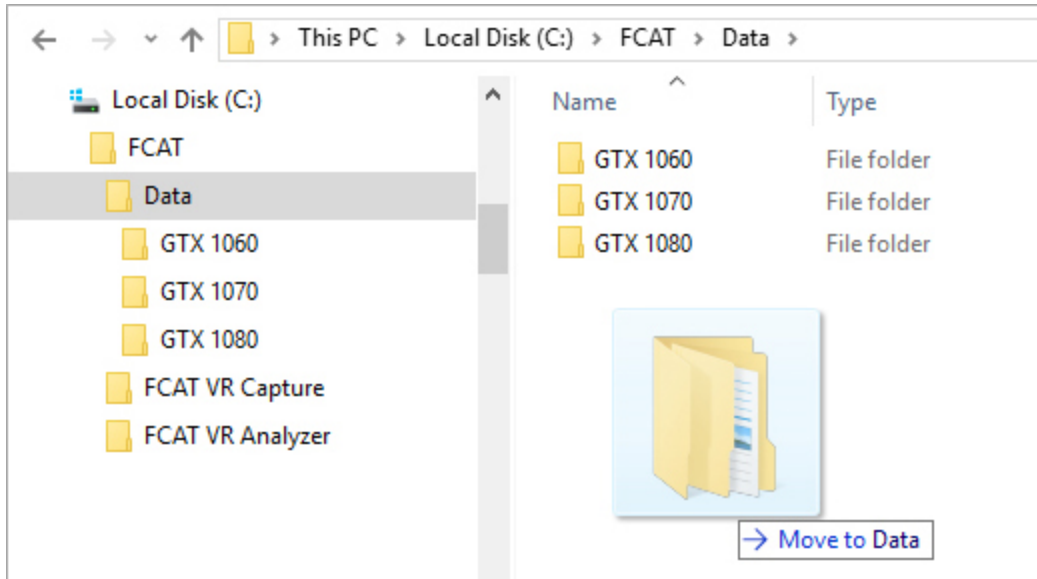 This PC > Local Disk (C:) > FCAT > Data >
Local Disk (C:)
FCAT
Data
GTX 1060
GTX 1070
GTX 1080
FCAT VR Capture
FCAT VR Analyzer
Name Type
GTX 1060 File folder
GTX 1070 File folder
GTX 1080 File folder
Move to Data